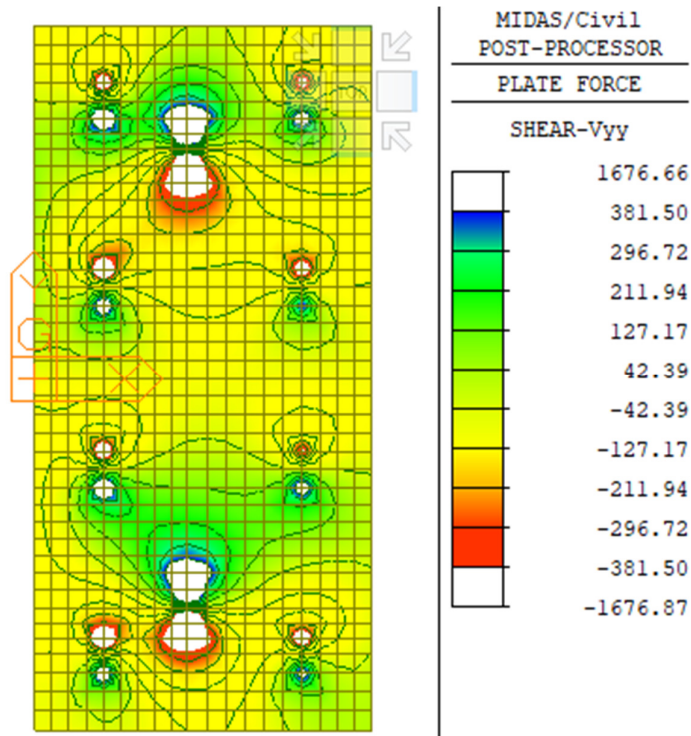 MIDAS/Civil
POST-PROCESSOR
PLATE FORCE
SHEAR-Vyy
1676.66
381.50
296.72
211.94
127.17
42.39
-42.39
-127.17
-211.94
-296.72
-381.50
-1676.87
X